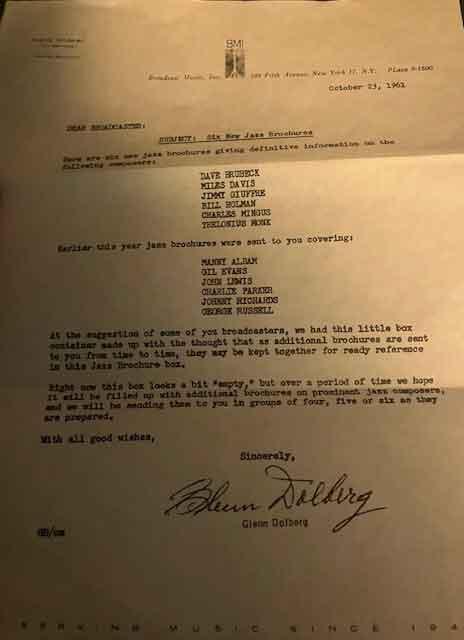 GLENN DOLBERG
BMI
Broadcast Music, Inc. 589 Fifth Avenue, New York 17, N.Y. Plaza 9-1500
October 23, 1961
DEAR BROADCASTER:
SUBJECT: Six New Jazz Brochures
Here are six new jazz brochures giving definitive information on the
following composers:
DAVE BRUBECK
MILES DAVIS
JIMMY GIUFFRE
BILL HOLMAN
CHARLES MINGUS
THELONIUS MONK
Earlier this year jazz brochures were sent to you covering:
MANNY ALBAM
GIL EVANS
JOHN LEWIS
CHARLIE PARKER
JOHNNY RICHARDS
GEORGE RUSSELL
At the suggestion of some of you broadcasters, we had this little box
container made up with the thought that as additional brochures are sent
to you from time to time, they may be kept together for ready reference
in this Jazz Brochure box.
Right now this box looks a bit "empty," but over a period of time we hope
it will be filled up with additional brochures on prominent jazz composers,
and we will be sending them to you in groups of four, five or six as they
are prepared.
With all good wishes,
Sincerely,
Glenn Dolberg
Glenn Dolberg
GD/cm
SERVING MUSIC SINCE 194